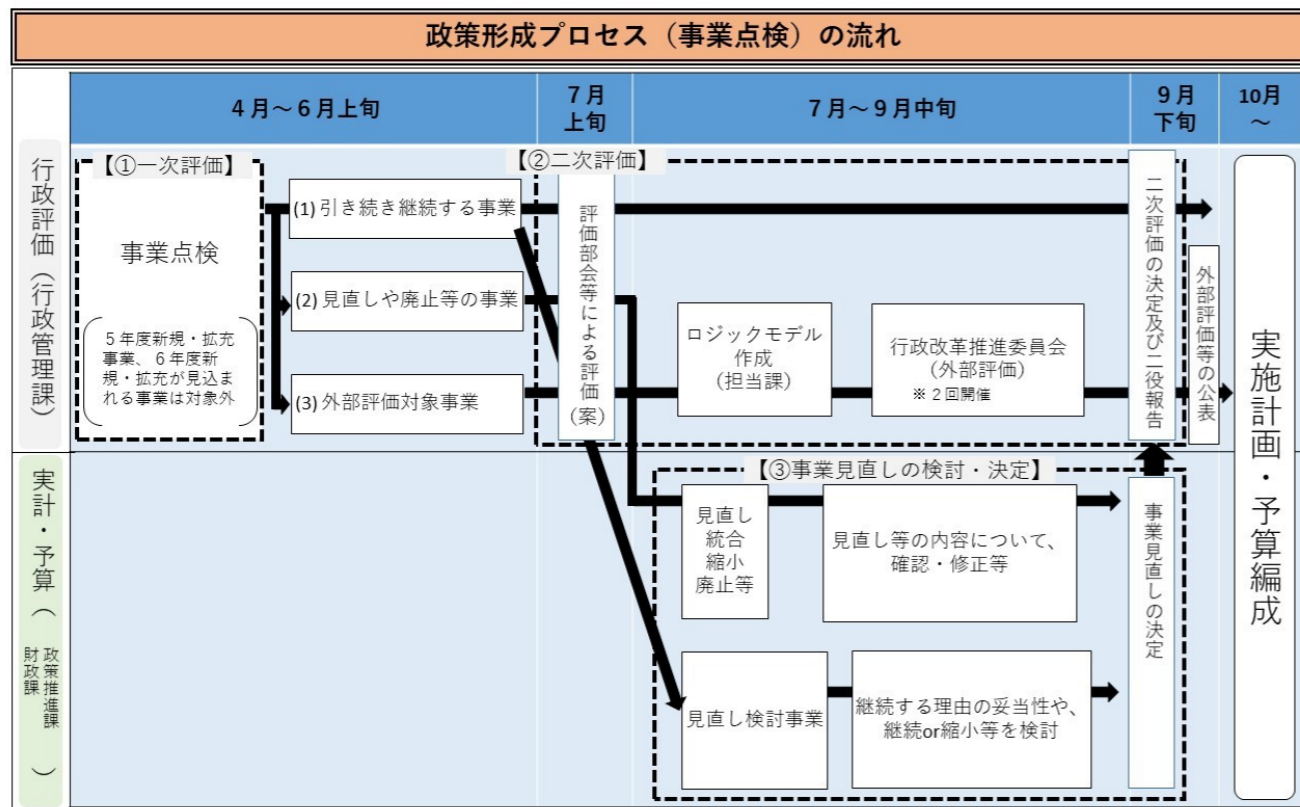 政策形成プロセス（事業点検）の流れ
４月～６月上旬
７月
上旬
７月～９月中旬
９月
下旬
10月
～
行政評価（行政管理課）
【①一次評価】
事業点検
５年度新規・拡充
事業、６年度新
規・拡充が見込ま
れる事業は対象外
(1) 引き続き継続する事業
(2) 見直しや廃止等の事業
(3) 外部評価対象事業
【②二次評価】
評価部会等による評価（案）
ロジックモデル
作成
（担当課）
行政改革推進委員会
（外部評価）
※２回開催
二次評価の決定及び二役報告
外部評価等の公表
実施計画・予算編成
実計・予算（政策推進課
財政課）
【③事業見直しの検討・決定】
見直し
統合
縮小
廃止等
見直し等の内容について、
確認・修正等
見直し検討事業
継続する理由の妥当性や、
継続or縮小等を検討
事業見直しの決定